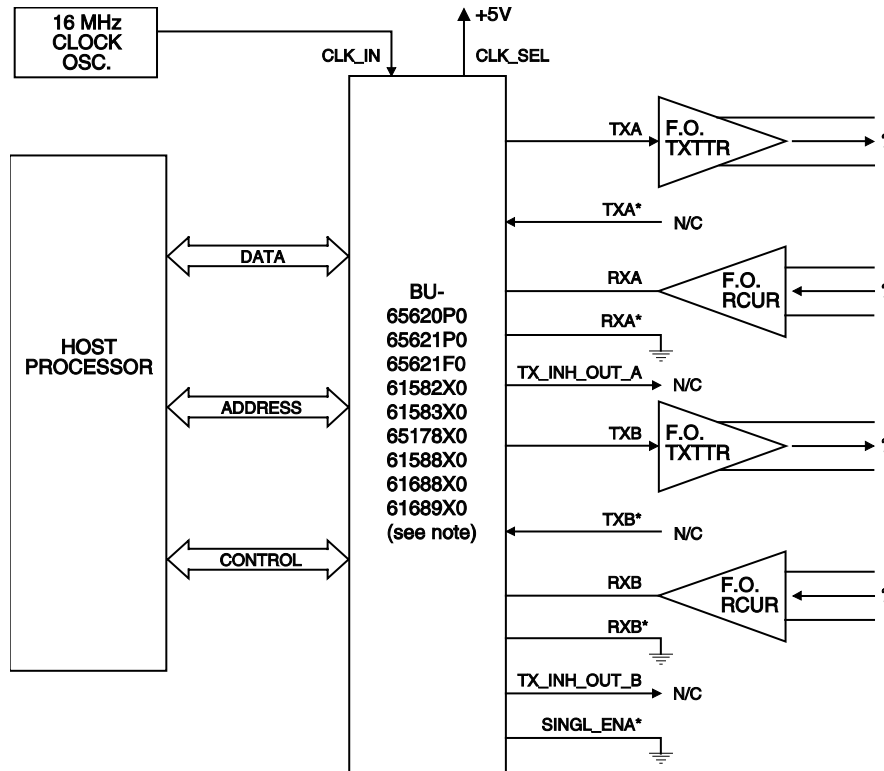 16 MHz
CLOCK
OSC.
+5V
CLK_IN
CLK_SEL
TXA
F.O.
TXTTR
TXA*
N/C
DATA
RXA
F.O.
RCUR
BU-
65620P0
65621P0
65621F0
61582X0
61583X0
65178X0
61588X0
61688X0
61689X0
(see note)
RXA*
HOST
PROCESSOR
TX_INH_OUT_A
N/C
ADDRESS
TXB
F.O.
TXTTR
TXB*
N/C
CONTROL
RXB
F.O.
RCUR
RXB*
TX_INH_OUT_B
N/C
SINGL_ENA*